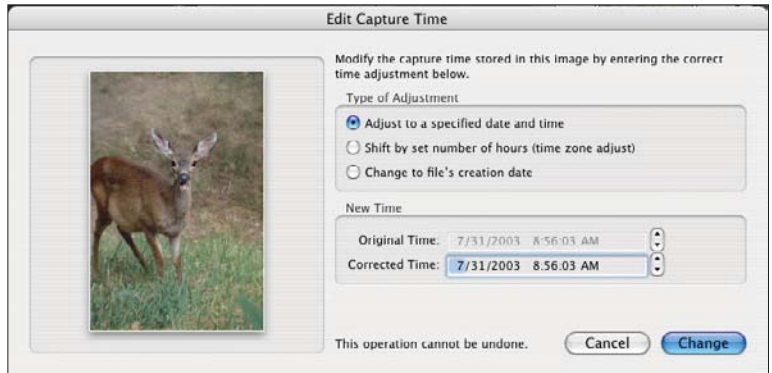 Edit Capture Time
Modify the capture time stored in this image by entering the correct
time adjustment below.
Type of Adjustment
Adjust to a specified date and time
Shift by set number of hours (time zone adjust)
Change to file's creation date
New Time
Original Time: 7/31/2003 8:56:03 AM
Corrected Time: 7/31/2003 8:56:03 AM
This operation cannot be undone.
Cancel
Change